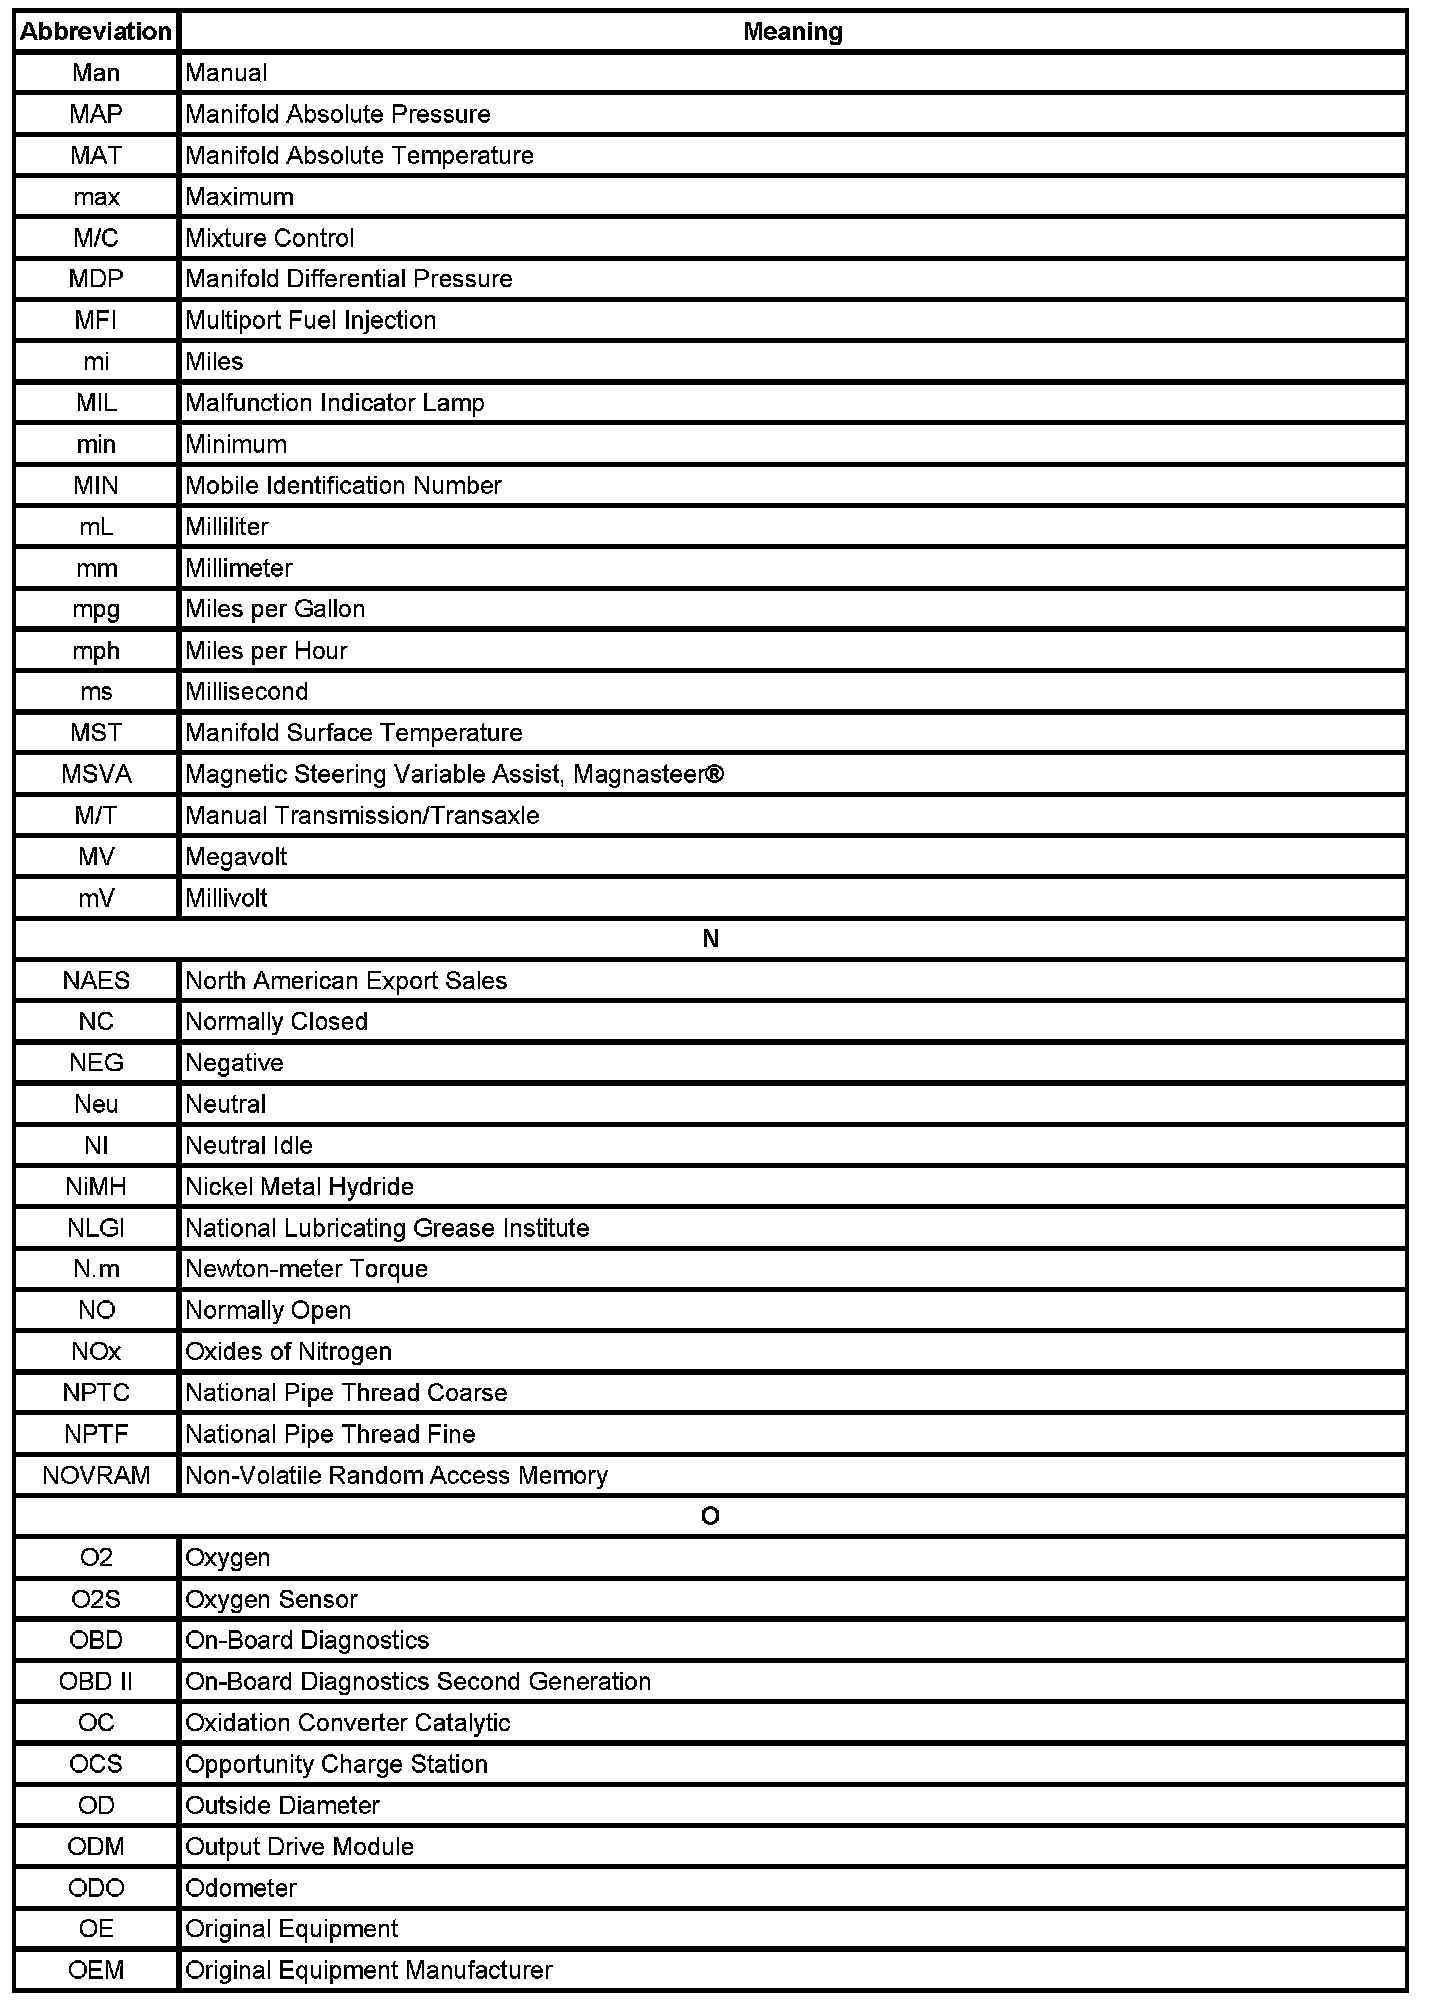 Abbreviation Meaning
Man Manual
MAP Manifold Absolute Pressure
MAT Manifold Absolute Temperature
max Maximum
M/C Mixture Control
MDP Manifold Differential Pressure
MFI Multiport Fuel Injection
mi Miles
MIL Malfunction Indicator Lamp
min Minimum
MIN Mobile Identification Number
mL Milliliter
mm Millimeter
mpg Miles per Gallon
mph Miles per Hour
ms Millisecond
MST Manifold Surface Temperature
MSVA Magnetic Steering Variable Assist, Magnasteer®
M/T Manual Transmission/Transaxle
MV Megavolt
mV Millivolt
N
NAES North American Export Sales
NC Normally Closed
NEG Negative
Neu Neutral
NI Neutral Idle
NiMH Nickel Metal Hydride
NLGI National Lubricating Grease Institute
N.m Newton-meter Torque
NO Normally Open
NOx Oxides of Nitrogen
NPTC National Pipe Thread Coarse
NPTF National Pipe Thread Fine
NOVRAM Non-Volatile Random Access Memory
O
O2 Oxygen
O2S Oxygen Sensor
OBD On-Board Diagnostics
OBD II On-Board Diagnostics Second Generation
OC Oxidation Converter Catalytic
OCS Opportunity Charge Station
OD Outside Diameter
ODM Output Drive Module
ODO Odometer
OE Original Equipment
OEM Original Equipment Manufacturer